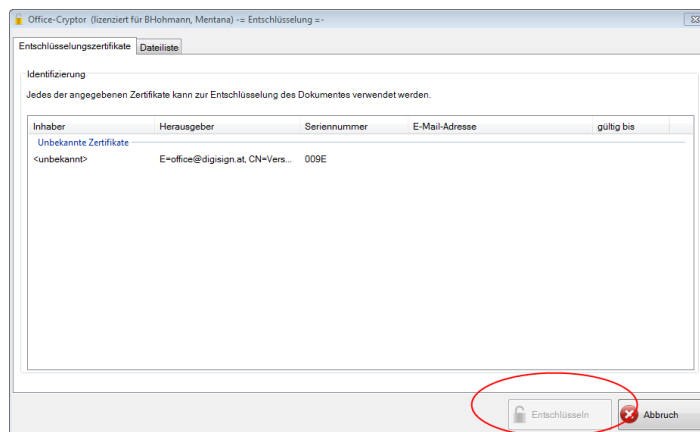 Office-Cryptor (lizenziert für BHohmann, Mentana) -= Entschlüsselung =-
Entschlüsselungszertifikate Dateiliste
Identifizierung
Jedes der angegebenen Zertifikate kann zur Entschlüsselung des Dokumentes verwendet werden.
Inhaber Herausgeber Seriennummer E-Mail-Adresse gültig bis
Unbekannte Zertifikate
<unbekannt> E=office@digisign.at, CN=Vers... 009E
Entschlüsseln Abbruch